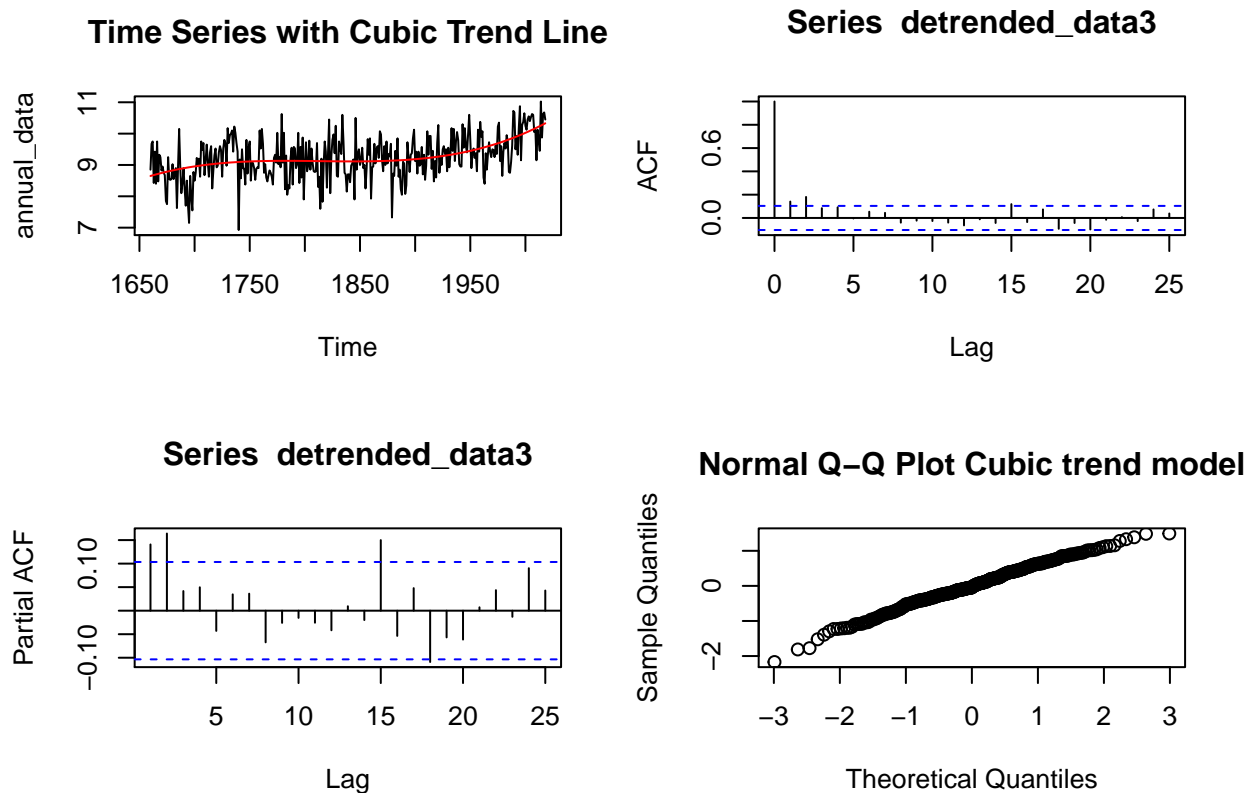 Time Series with Cubic Trend Line
annual_data
11
9
7
1650 1750 1850 1950
Time
Series detrended_data3
ACF
0.6
0.0
0 5 10 15 20 25
Lag
Series detrended_data3
Partial ACF
0.10
−0.10
5 10 15 20 25
Lag
Normal Q−Q Plot Cubic trend model
Sample Quantiles
0
−2
−3 −2 −1 0 1 2 3
Theoretical Quantiles